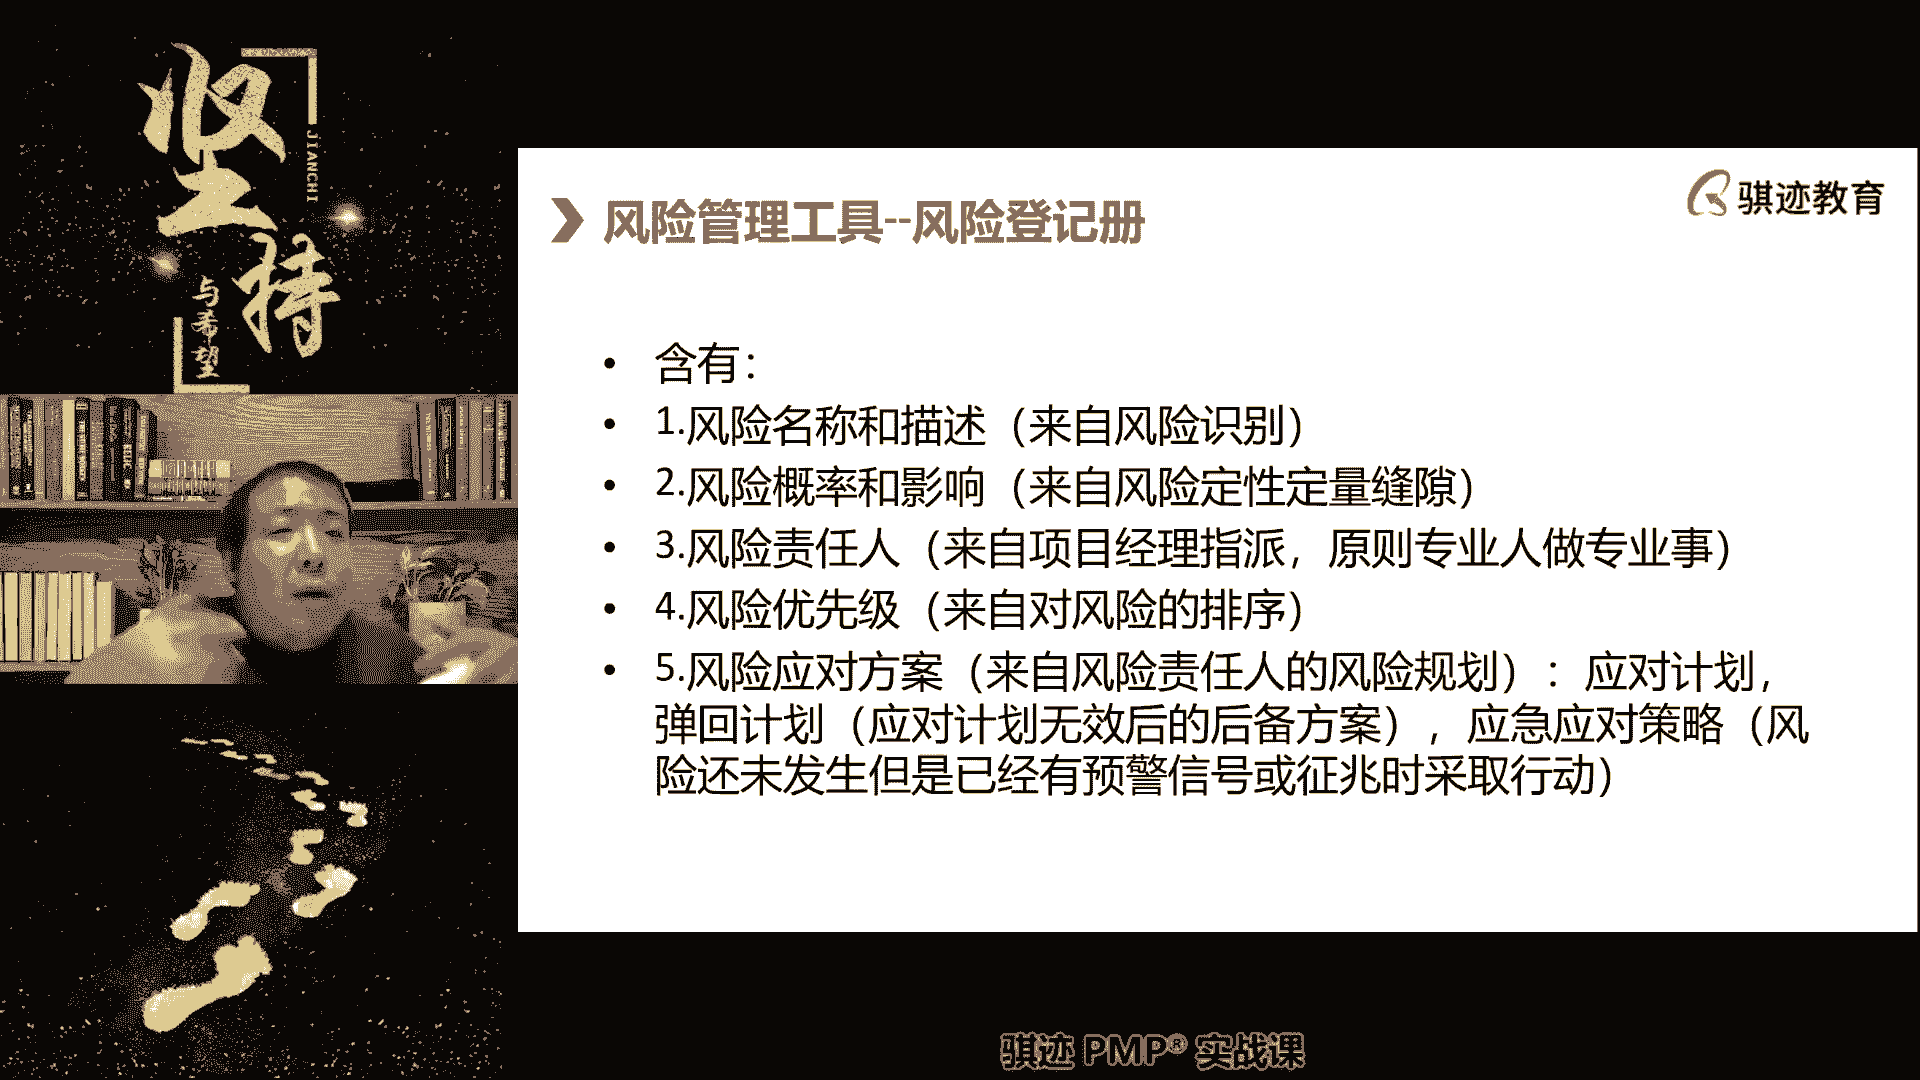 坚持
JIANCHI
与希望
风险管理工具--风险登记册
骐迹教育
• 含有：
• 1.风险名称和描述（来自风险识别）
• 2.风险概率和影响（来自风险定性定量缝隙）
• 3.风险责任人（来自项目经理指派，原则专业人做专业事）
• 4.风险优先级（来自对风险的排序）
• 5.风险应对方案（来自风险责任人的风险规划）：应对计划，
弹回计划（应对计划无效后的后备方案），应急应对策略（风
险还未发生但是已经有预警信号或征兆时采取行动）
骐迹 PMP® 实战课